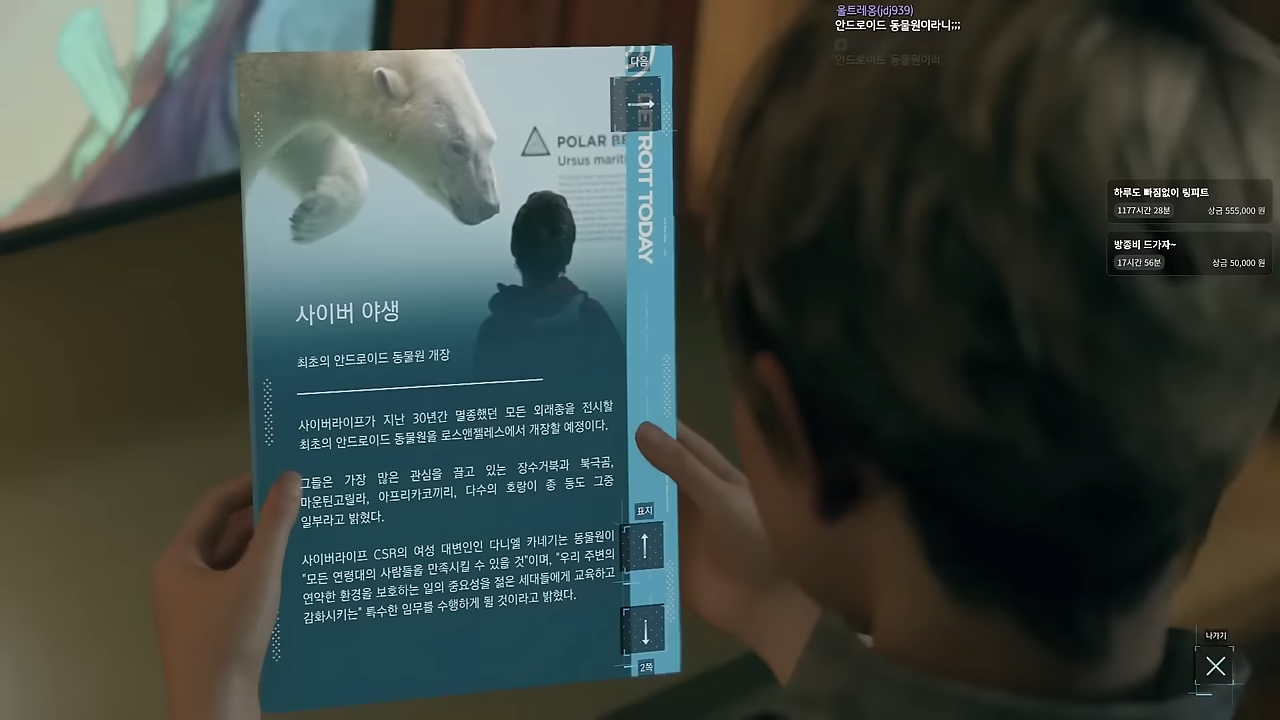 울트레옹(jdj939)
안드로이드 동물원이라니;;;
안드로이드 동물원이라
다음
DETROIT TODAY
POLAR BE
Ursus mariti
하루도 빠짐없이 링피트
1177시간 28분 상금 555,000 원
방종비 드가자~
17시간 56분 상금 50,000 원
사이버 야생
최초의 안드로이드 동물원 개장
사이버라이프가 지난 30년간 멸종했던 모든 외래종을 전시할
최초의 안드로이드 동물원을 로스앤젤레스에서 개장할 예정이다.
그들은 가장 많은 관심을 끌고 있는 장수거북과 북극곰,
마운틴고릴라, 아프리카코끼리, 다수의 호랑이 종 등도 그중
일부라고 밝혔다.
사이버라이프 CSR의 여성 대변인인 다니엘 카네기는 동물원이
"모든 연령대의 사람들을 만족시킬 수 있을 것"이며, "우리 주변의
연약한 환경을 보호하는 일의 중요성을 젊은 세대들에게 교육하고
감화시키는" 특수한 임무를 수행하게 될 것이라고 밝혔다.
표지
2쪽
나가기